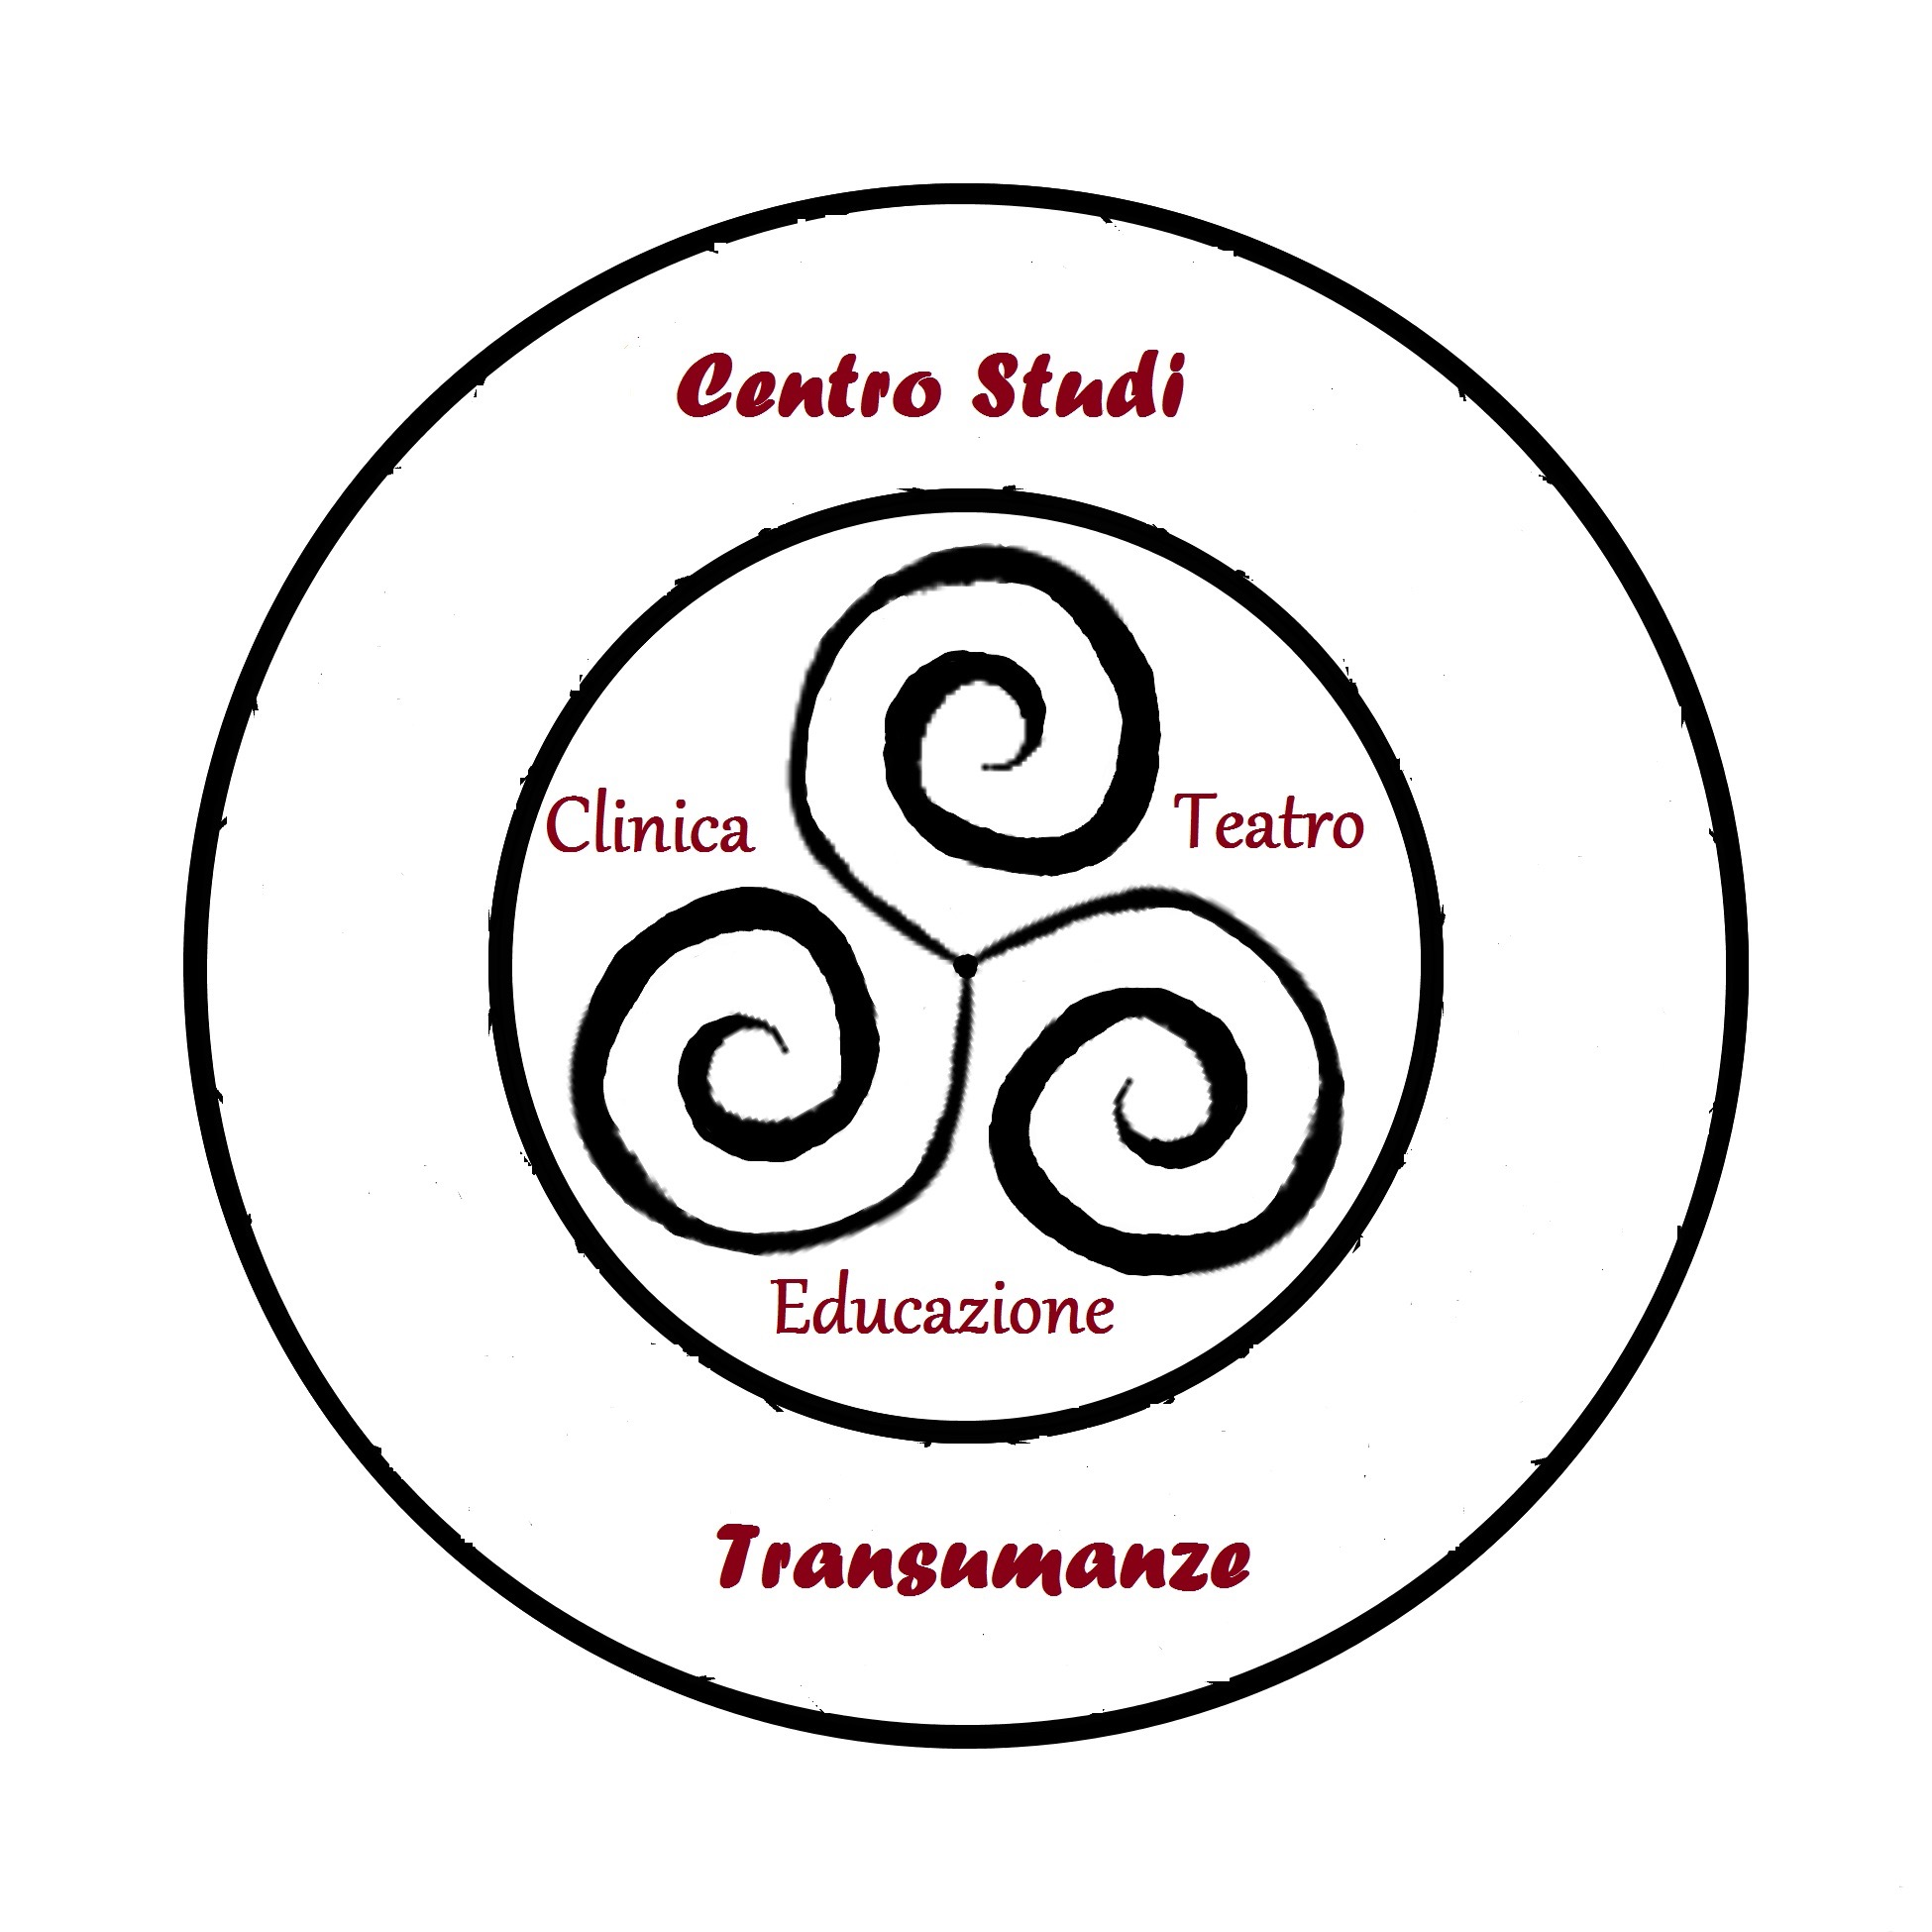 Centro Studi
Clinica
Teatro
Educazione
Transumanze